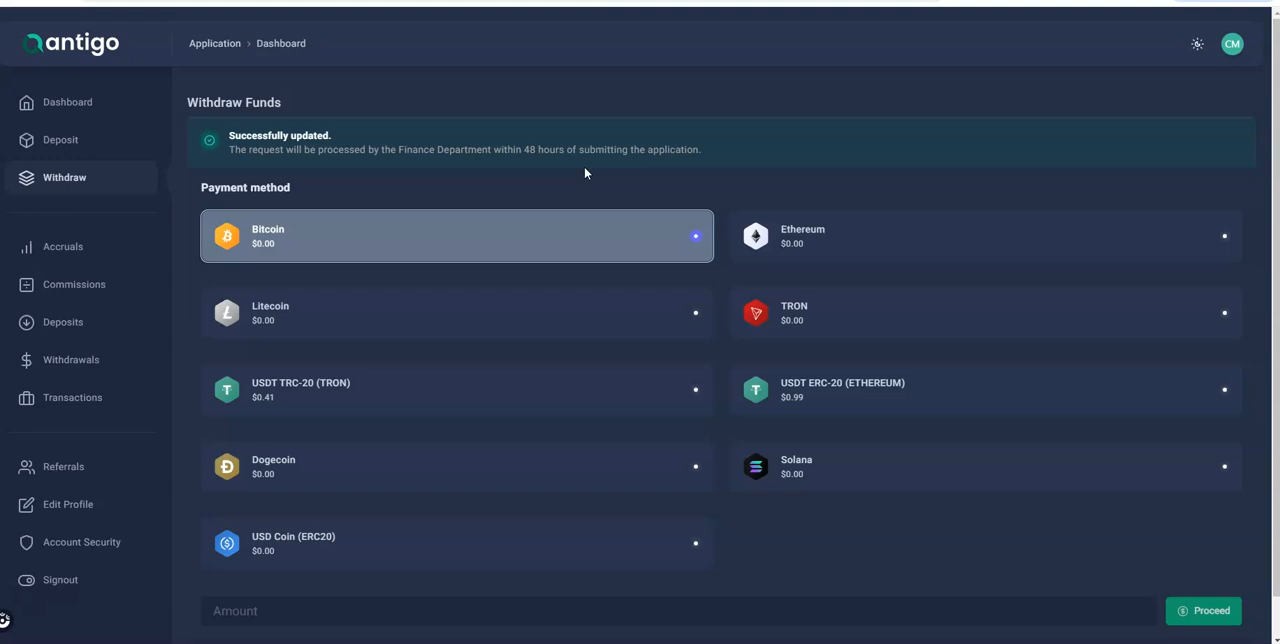 antigo
Application > Dashboard
CM
Dashboard
Deposit
Withdraw
Accruals
Commissions
Deposits
Withdrawals
Transactions
Referrals
Edit Profile
Account Security
Signout
Withdraw Funds
Successfully updated.
The request will be processed by the Finance Department within 48 hours of submitting the application.
Payment method
Bitcoin
$0.00
Ethereum
$0.00
Litecoin
$0.00
TRON
$0.00
USDT TRC-20 (TRON)
$0.41
USDT ERC-20 (ETHEREUM)
$0.99
Dogecoin
$0.00
Solana
$0.00
USD Coin (ERC20)
$0.00
Amount
Proceed